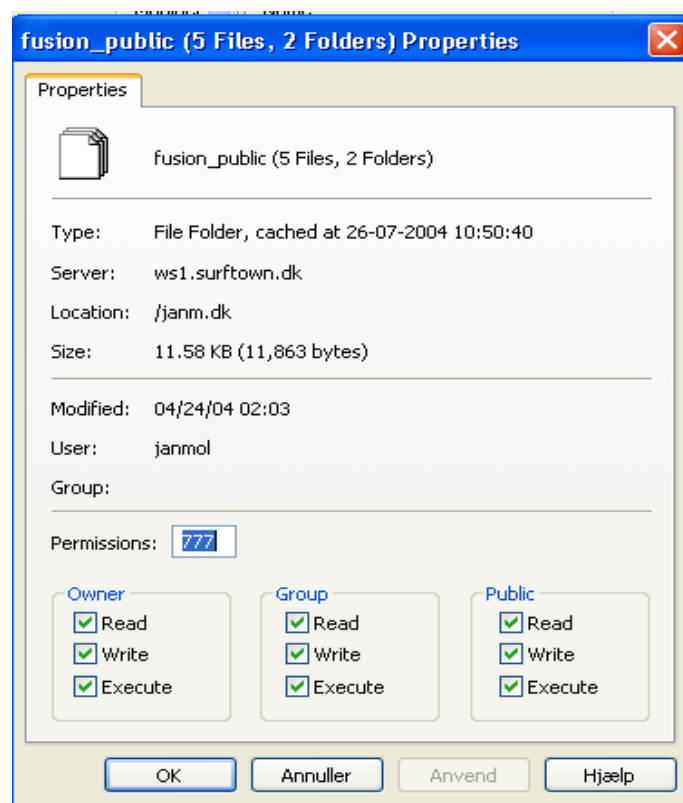 fusion_public (5 Files, 2 Folders) Properties
Properties
fusion_public (5 Files, 2 Folders)
Type: File Folder, cached at 26-07-2004 10:50:40
Server: ws1.surftown.dk
Location: /janm.dk
Size: 11.58 KB (11,863 bytes)
Modified: 04/24/04 02:03
User: janmol
Group:
Permissions: 777
Owner Group Public
Read Read Read
Write Write Write
Execute Execute Execute
OK Annuller Anvend Hjælp